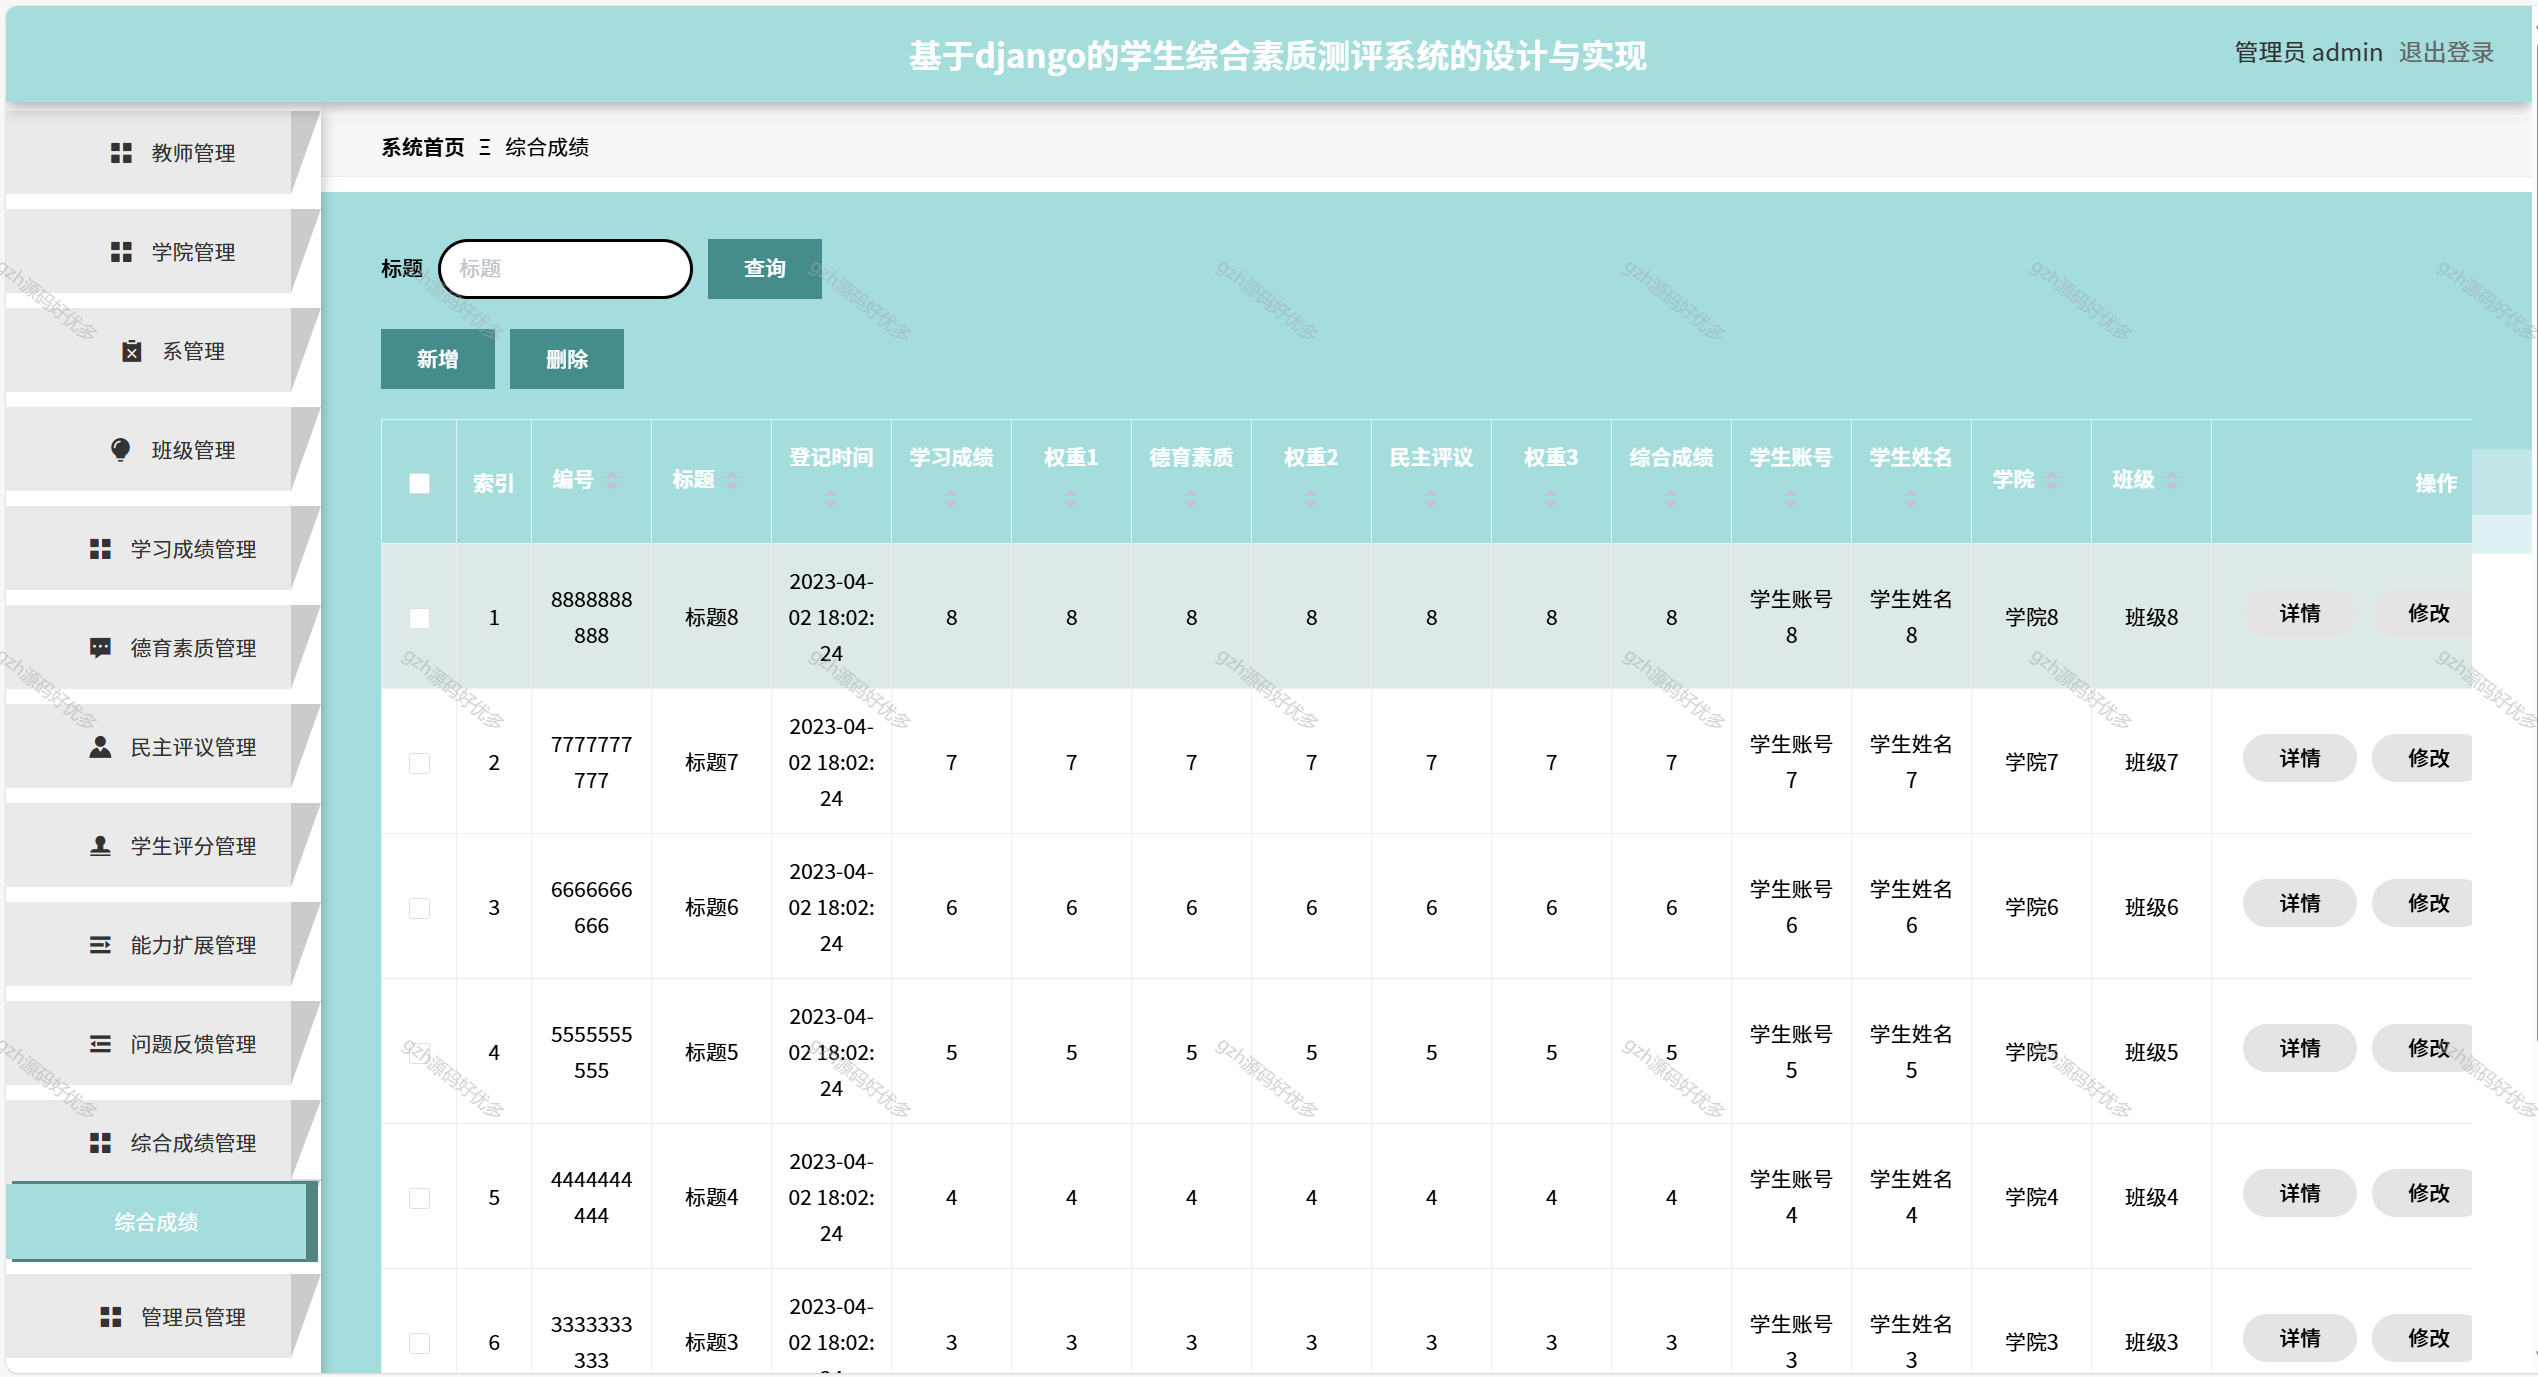 基于django的学生综合素质测评系统的设计与实现
管理员 admin 退出登录
教师管理
学院管理
系管理
班级管理
学习成绩管理
德育素质管理
民主评议管理
学生评分管理
能力扩展管理
问题反馈管理
综合成绩管理
综合成绩
管理员管理
系统首页 Ξ 综合成绩
标题 标题 查询
新增 删除
索引 编号 标题 登记时间 学习成绩 权重1 德育素质 权重2 民主评议 权重3 综合成绩 学生账号 学生姓名 学院 班级 操作
1 8888888888 标题8 2023-04-02 18:02:24 8 8 8 8 8 8 8 学生账号8 学生姓名8 学院8 班级8 详情 修改
2 7777777777 标题7 2023-04-02 18:02:24 7 7 7 7 7 7 7 学生账号7 学生姓名7 学院7 班级7 详情 修改
3 6666666666 标题6 2023-04-02 18:02:24 6 6 6 6 6 6 6 学生账号6 学生姓名6 学院6 班级6 详情 修改
4 5555555555 标题5 2023-04-02 18:02:24 5 5 5 5 5 5 5 学生账号5 学生姓名5 学院5 班级5 详情 修改
5 4444444444 标题4 2023-04-02 18:02:24 4 4 4 4 4 4 4 学生账号4 学生姓名4 学院4 班级4 详情 修改
6 3333333333 标题3 2023-04-02 18:02: 3 3 3 3 3 3 3 学生账号3 学生姓名3 学院3 班级3 详情 修改
gzh源码好优多